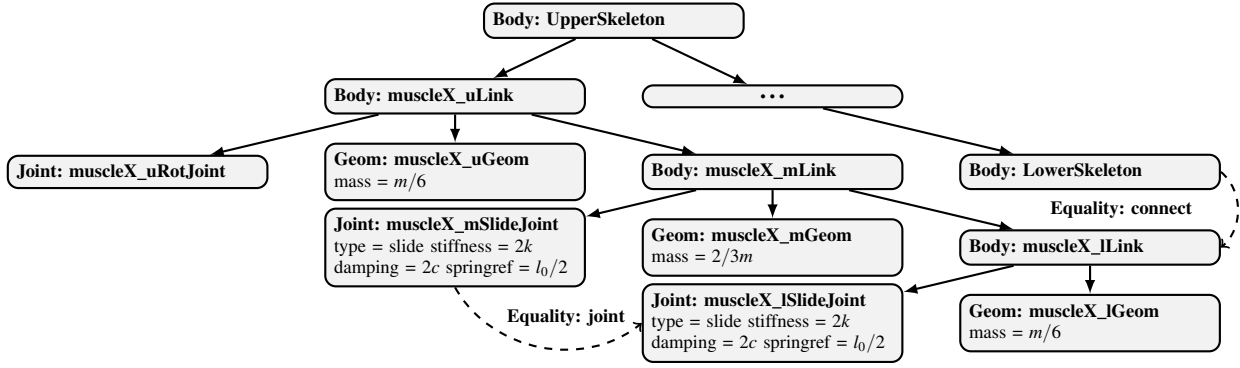 Body: UpperSkeleton
Body: muscleX_uLink
...
Joint: muscleX_uRotJoint
Geom: muscleX_uGeom
mass = m/6
Body: muscleX_mLink
Body: LowerSkeleton
Equality: connect
Joint: muscleX_mSlideJoint
type = slide stiffness = 2k
damping = 2c springref = l₀/2
Geom: muscleX_mGeom
mass = 2/3m
Body: muscleX_lLink
Equality: joint
Joint: muscleX_lSlideJoint
type = slide stiffness = 2k
damping = 2c springref = l₀/2
Geom: muscleX_lGeom
mass = m/6